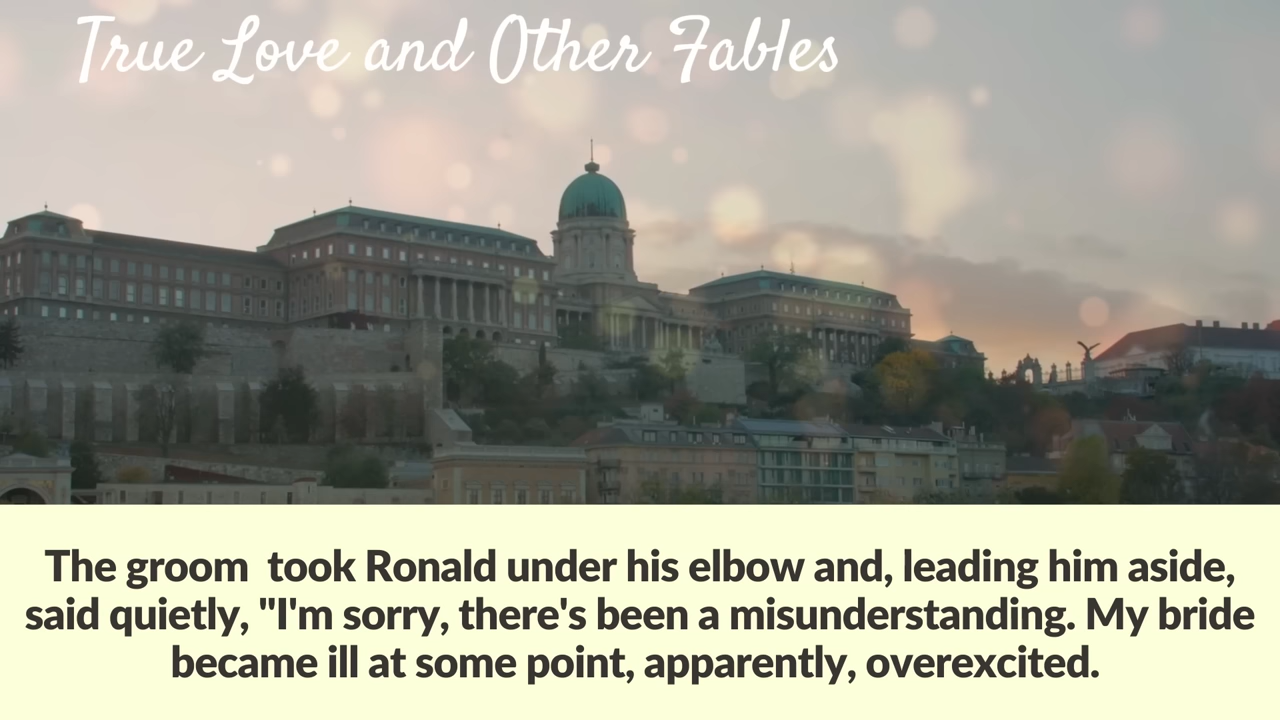 True Love and Other Fables
The groom  took Ronald under his elbow and, leading him aside,
said quietly, "I'm sorry, there's been a misunderstanding. My bride
became ill at some point, apparently, overexcited.